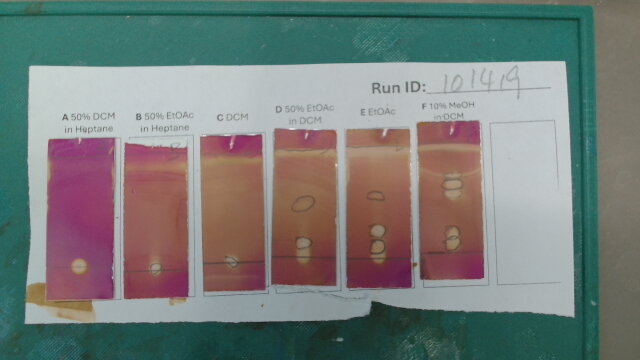 Run ID: 101419
A 50% DCM
in Heptane
B 50% EtOAc
in Heptane
C DCM
D 50% EtOAc
in DCM
E EtOAc
F 10% MeOH
in DCM